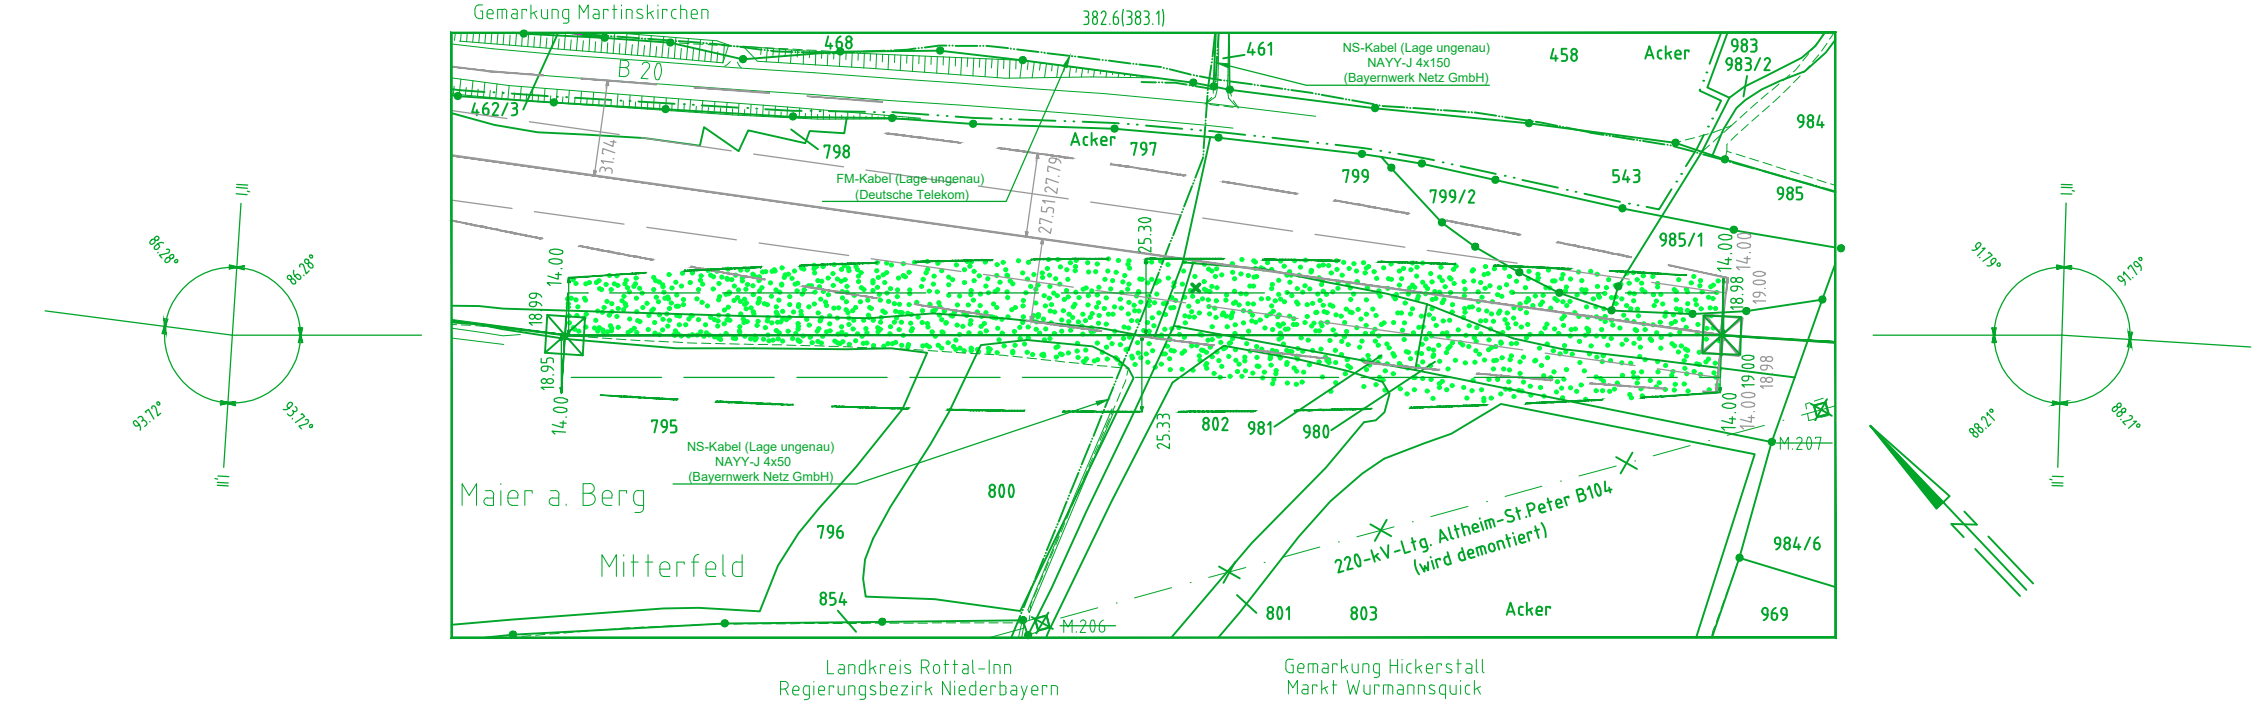 Gemarkung Martinskirchen
382.6(383.1)
468
461
NS-Kabel (Lage ungenau)
NAYY-J 4x150
(Bayernwerk Netz GmbH)
458
Acker
983
983/2
B 20
462/3
984
31.74
798
Acker
797
27.79
27.51
799
799/2
543
985
FM-Kabel (Lage ungenau)
(Deutsche Telekom)
985/1
II.I
86.28°
86.28°
93.72°
93.72°
II.II
14.00
18.99
18.95
14.00
25.30
25.33
14.00
14.00
18.98
19.00
19.00
18.98
14.00
14.00
II.I
91.79°
91.79°
88.21°
88.21°
II.II
795
802
981
980
M.207
NS-Kabel (Lage ungenau)
NAYY-J 4x50
(Bayernwerk Netz GmbH)
Maier a. Berg
800
796
220-kV-Ltg. Altheim-St.Peter B104
(wird demontiert)
984/6
Mitterfeld
854
M.206
801
803
Acker
969
Landkreis Rottal-Inn
Regierungsbezirk Niederbayern
Gemarkung Hickerstall
Markt Wurmannsquick